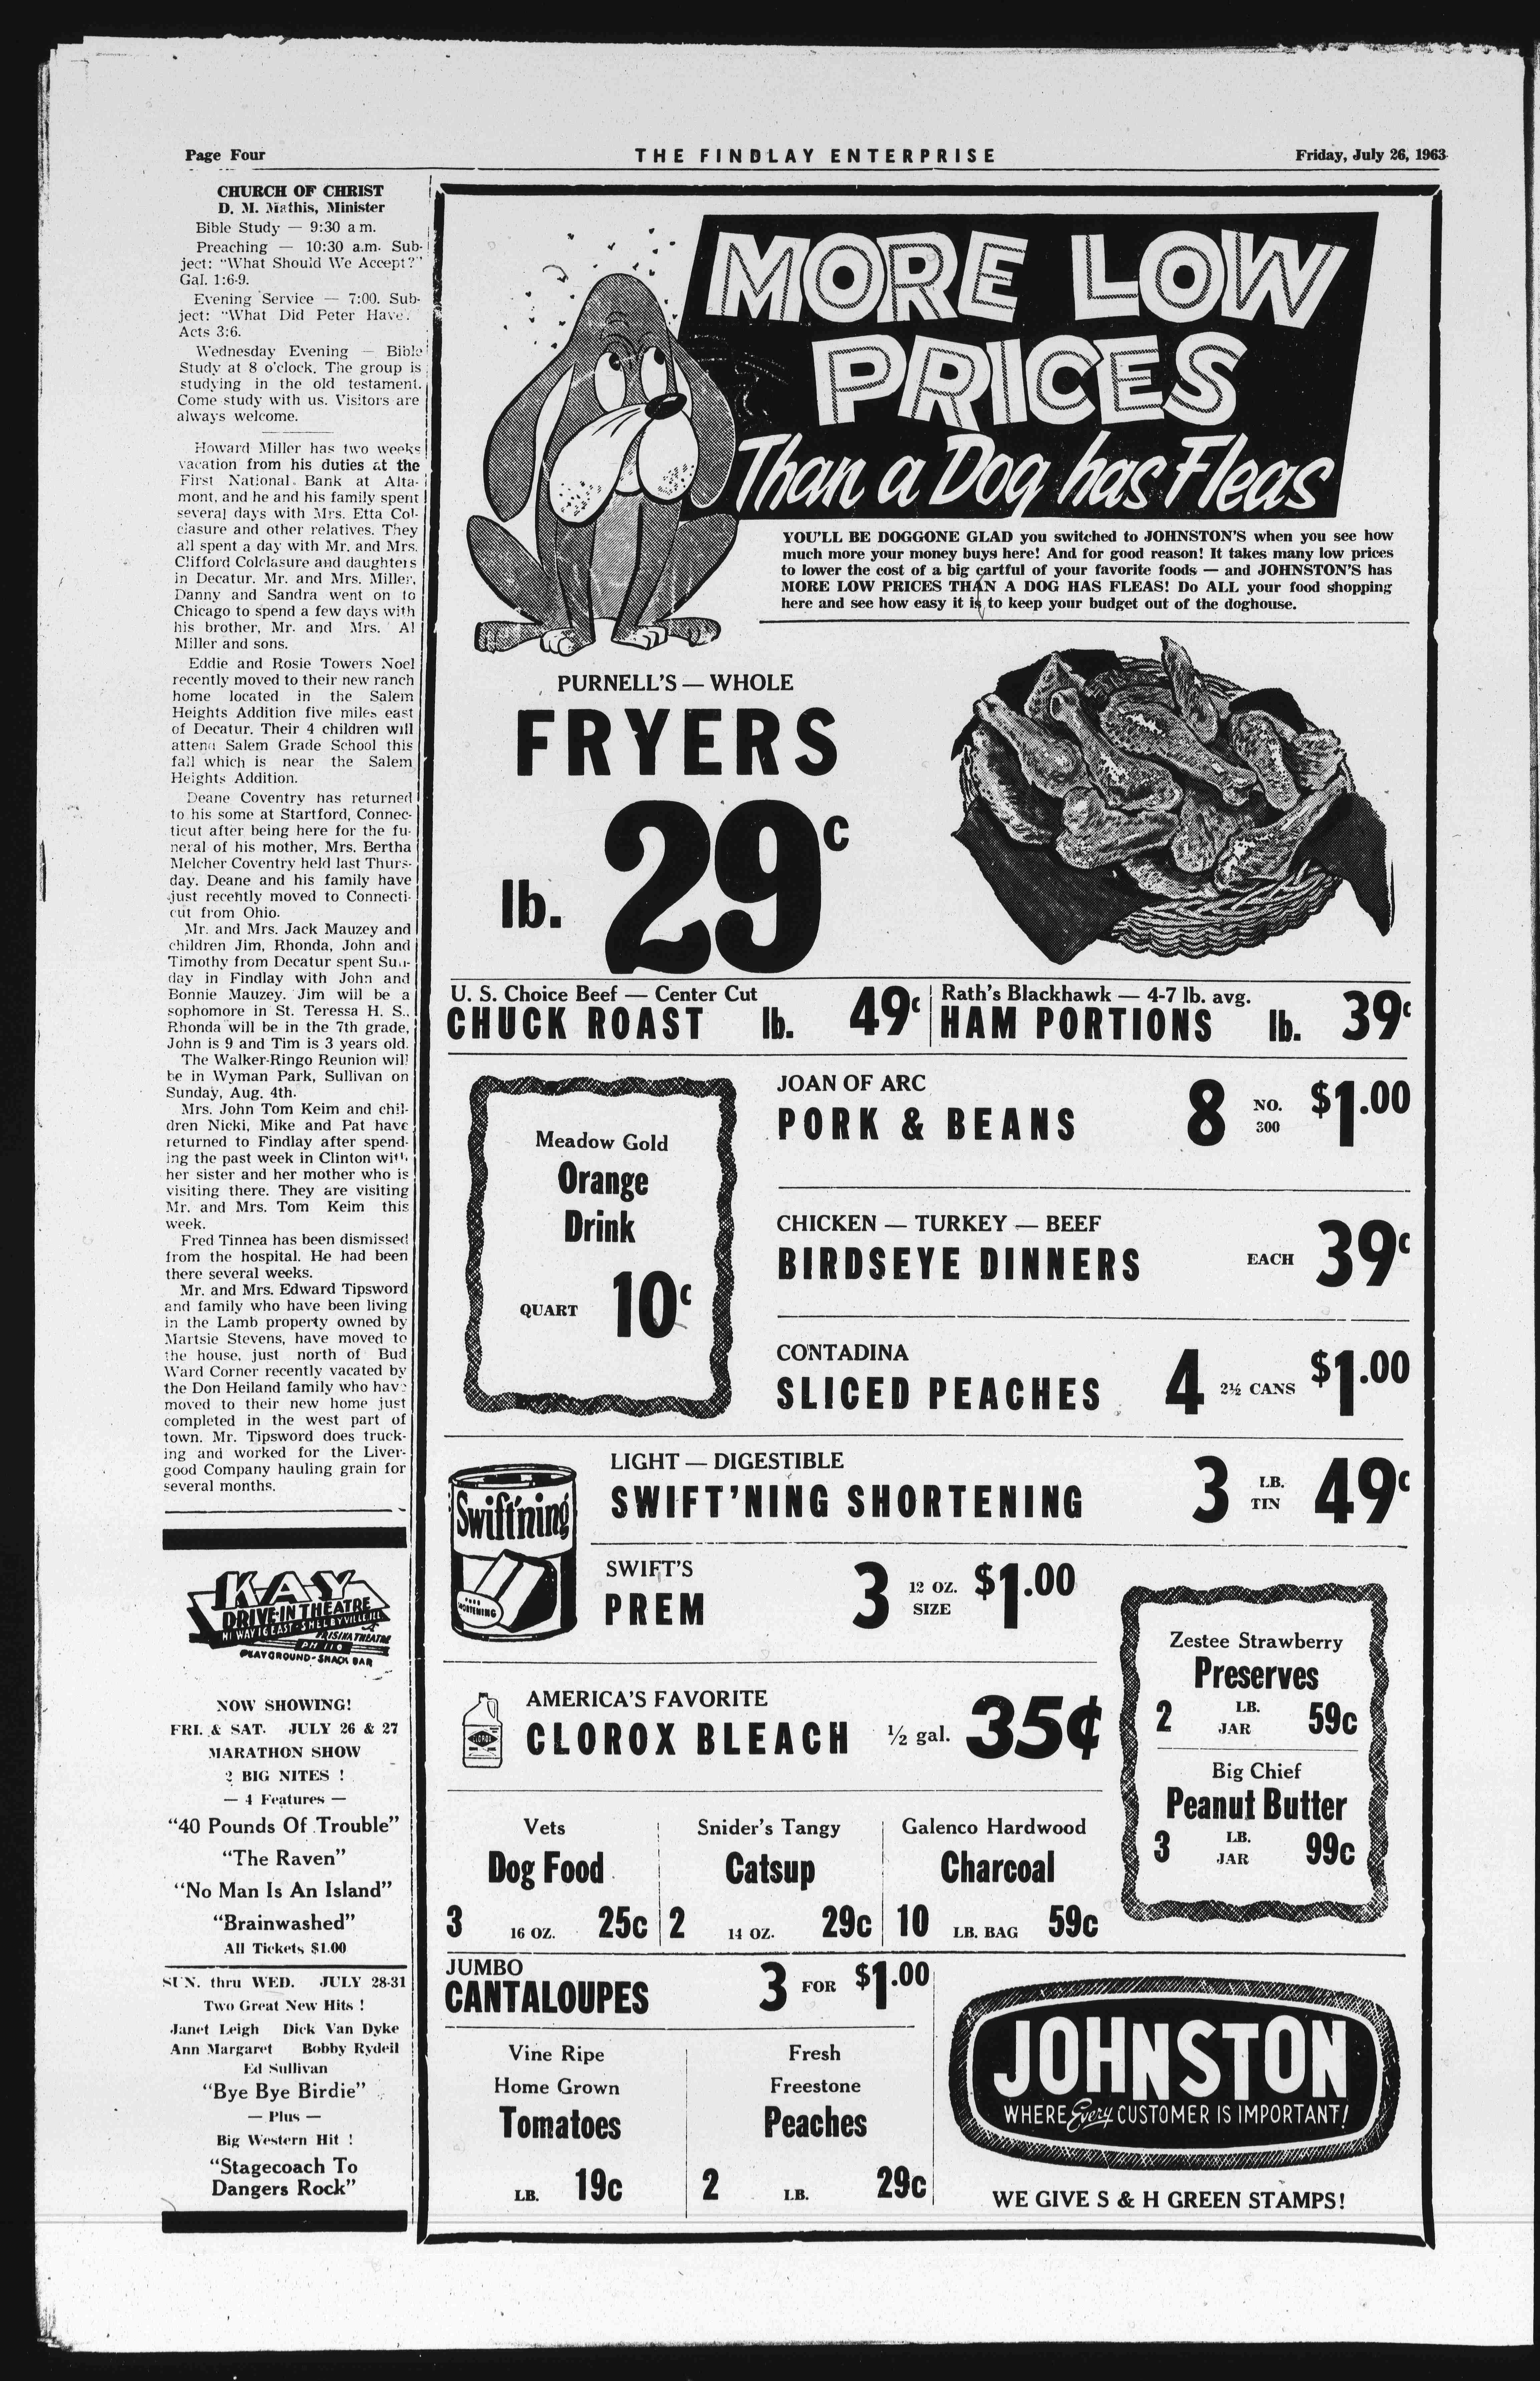 Page Four
THE FINDLAY ENTERPRISE
Friday, July 26, 1963
CHURCH OF CHRIST
D. M. Mathis, Minister
Bible Study — 9:30 a m.
Preaching — 10:30 a.m. Sub-
ject: "What Should We Accept?"
Gal. 1:6-9.
Evening Service — 7:00. Sub-
ject: "What Did Peter Have.
Acts 3:6.
Wednesday Evening — Bible
Study at 8 o'clock. The group is
studying in the old testament.
Come study with us. Visitors are
always welcome.
Howard Miller has two weeks
vacation from his duties at the
First National Bank at Alta-
mont, and he and his family spent
several days with Mrs. Etta Col-
clasure and other relatives. They
all spent a day with Mr. and Mrs.
Clifford Colclasure and daughters
in Decatur. Mr. and Mrs. Miller,
Danny and Sandra went on to
Chicago to spend a few days with
his brother, Mr. and Mrs. Al
Miller and sons.
Eddie and Rosie Towers Noel
recently moved to their new ranch
home located in the Salem
Heights Addition five miles east
of Decatur. Their 4 children will
attend Salem Grade School this
fall which is near the Salem
Heights Addition.
Deane Coventry has returned
to his some at Startford, Connec-
ticut after being here for the fu-
neral of his mother, Mrs. Bertha
Melcher Coventry held last Thurs-
day. Deane and his family have
just recehtly moved to Connecti-
cut from Ohio.
Mr. and Mrs. Jack Mauzey and
children Jim, Rhonda, John and
Timothy from Decatur spent Sun-
day in Findlay with John and
Bonnie Mauzey. Jim will be a
sophomore in St. Teressa H. S.,
Rhonda will be in the 7th grade,
John is 9 and Tim is 3 years old.
The Walker-Ringo Reunion will
be in Wyman Park, Sullivan on
Sunday, Aug. 4th.
Mrs. John Tom Keim and chil-
dren Nicki, Mike and Pat have
returned to Findlay after spend-
ing the past week in Clinton with
her sister and her mother who is
visiting there. They are visiting
Mr. and Mrs. Tom Keim this
week.
Fred Tinnea has been dismissed
from the hospital. He had been
there several weeks.
Mr. and Mrs. Edward Tipsword
and family who have been living
in the Lamb property owned by
Martsie Stevens, have moved to
the house, just north of Bud
Ward Corner recently vacated by
the Don Heiland family who have
moved to their new home just
completed in the west part of
town. Mr. Tipsword does truck-
ing and worked for the Liver-
good Company hauling grain for
several months.
KAY
DRIVE-IN THEATRE
HI WAY 16 EAST - SHELBYVILLE ILL
FRISINA THEATRE
PH 110
PLAYGROUND - SNACK BAR
NOW SHOWING!
FRI. & SAT. JULY 26 & 27
MARATHON SHOW
2 BIG NITES !
— 4 Features —
"40 Pounds Of Trouble"
"The Raven"
"No Man Is An Island"
"Brainwashed"
All Tickets $1.00
SUN. thru WED. JULY 28-31
Two Great New Hits !
Janet Leigh Dick Van Dyke
Ann Margaret Bobby Rydell
Ed Sullivan
"Bye Bye Birdie"
— Plus —
Big Western Hit !
"Stagecoach To
Dangers Rock"
MORE LOW
PRICES
Than a Dog has Fleas
YOU'LL BE DOGGONE GLAD you switched to JOHNSTON'S when you see how
much more your money buys here! And for good reason! It takes many low prices
to lower the cost of a big cartful of your favorite foods — and JOHNSTON'S has
MORE LOW PRICES THAN A DOG HAS FLEAS! Do ALL your food shopping
here and see how easy it is to keep your budget out of the doghouse.
PURNELL'S — WHOLE
FRYERS
lb. 29c
U. S. Choice Beef — Center Cut
CHUCK ROAST lb. 49c
Rath's Blackhawk — 4-7 lb. avg.
HAM PORTIONS lb. 39c
Meadow Gold
Orange
Drink
QUART 10c
JOAN OF ARC
PORK & BEANS 8 NO. 300 $1.00
CHICKEN — TURKEY — BEEF
BIRDSEYE DINNERS EACH 39c
CONTADINA
SLICED PEACHES 4 2½ CANS $1.00
Swift'ning
SHORTENING
LIGHT — DIGESTIBLE
SWIFT'NING SHORTENING 3 LB. TIN 49c
SWIFT'S
PREM 3 12 OZ. SIZE $1.00
CLOROX
AMERICA'S FAVORITE
CLOROX BLEACH ½ gal. 35¢
Zestee Strawberry
Preserves
2 LB. JAR 59c
Big Chief
Peanut Butter
3 LB. JAR 99c
Vets
Dog Food
3 16 OZ. 25c
Snider's Tangy
Catsup
2 14 OZ. 29c
Galenco Hardwood
Charcoal
10 LB. BAG 59c
JUMBO
CANTALOUPES 3 FOR $1.00
Vine Ripe
Home Grown
Tomatoes
LB. 19c
Fresh
Freestone
Peaches
2 LB. 29c
JOHNSTON
WHERE Every CUSTOMER IS IMPORTANT!
WE GIVE S & H GREEN STAMPS!